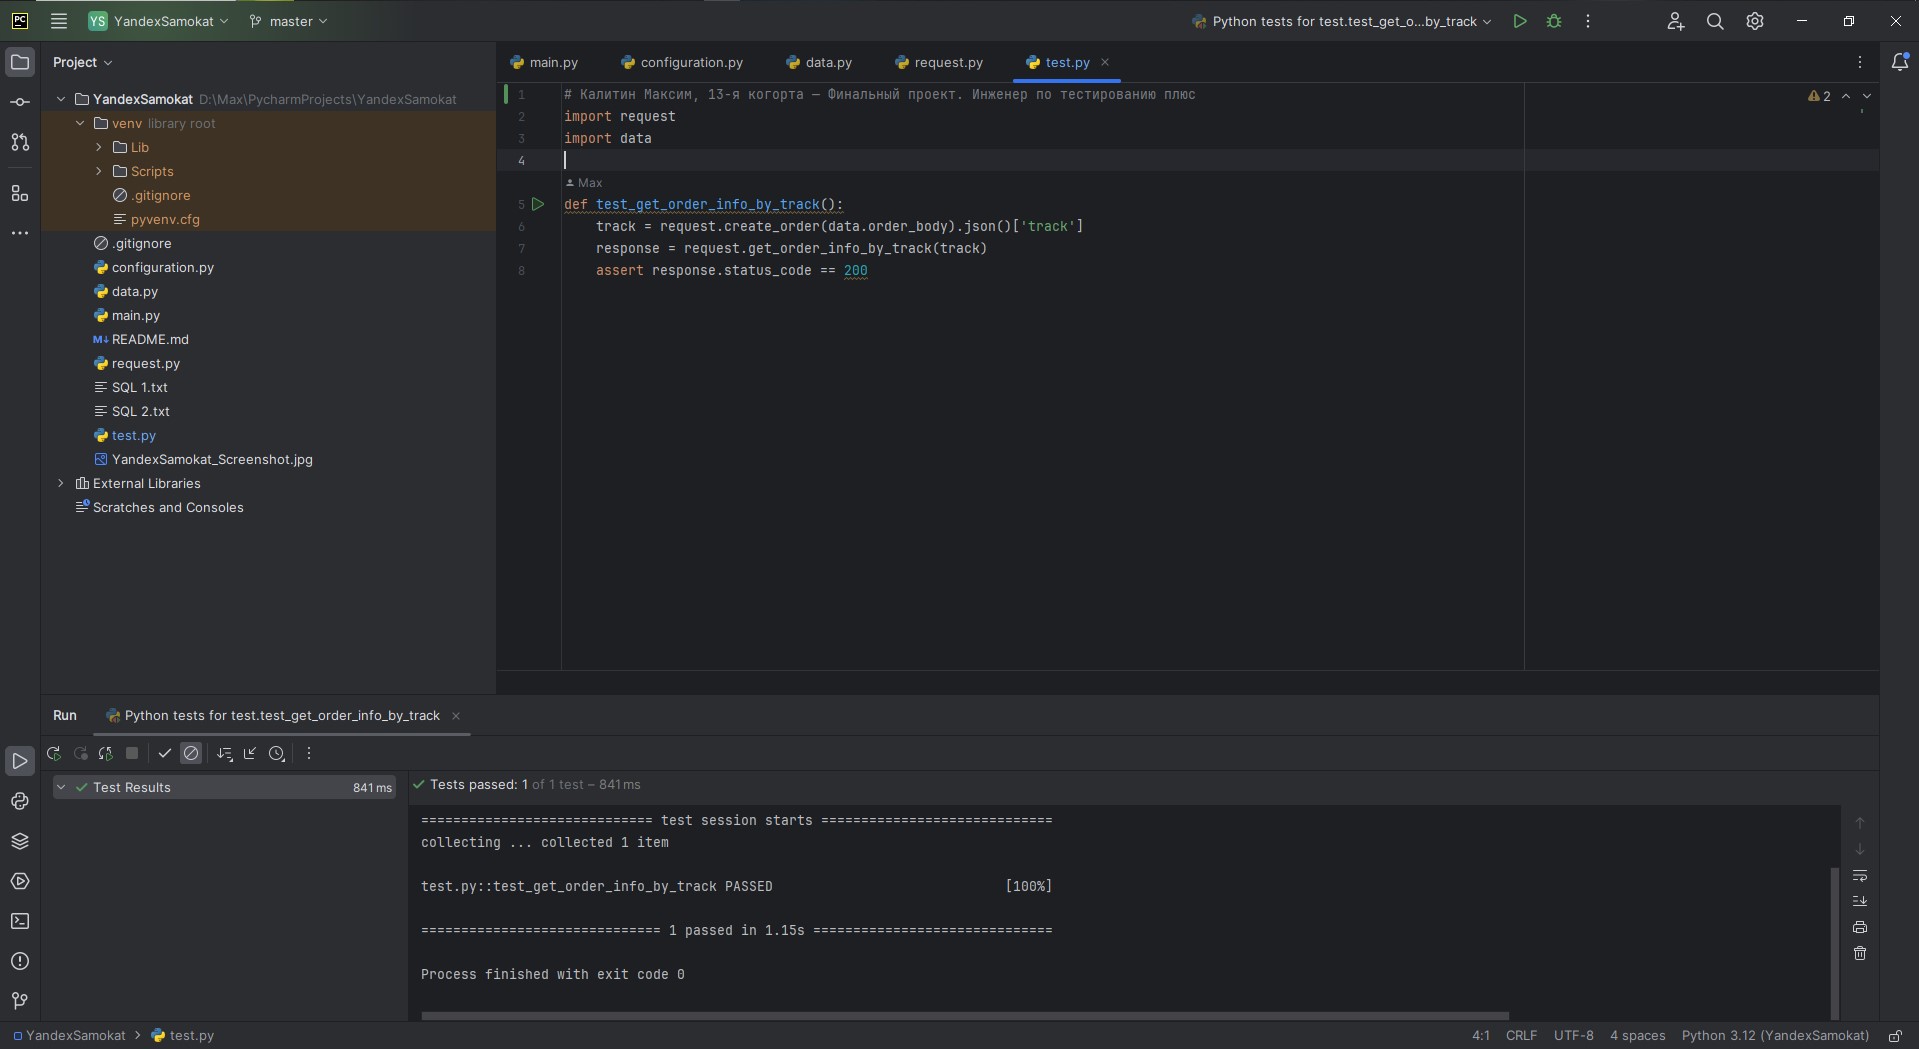 PC
YS YandexSamokat
master
Python tests for test.test_get_o...by_track
Project
main.py
configuration.py
data.py
request.py
test.py
YandexSamokat D:\Max\PycharmProjects\YandexSamokat
venv library root
Lib
Scripts
.gitignore
pyvenv.cfg
.gitignore
configuration.py
data.py
main.py
M↓ README.md
request.py
SQL 1.txt
SQL 2.txt
test.py
YandexSamokat_Screenshot.jpg
External Libraries
Scratches and Consoles
1 # Калитин Максим, 13-я когорта — Финальный проект. Инженер по тестированию плюс
2 import request
3 import data
4
Max
5 def test_get_order_info_by_track():
6 track = request.create_order(data.order_body).json()['track']
7 response = request.get_order_info_by_track(track)
8 assert response.status_code == 200
2
Run
Python tests for test.test_get_order_info_by_track
Test Results 841 ms
Tests passed: 1 of 1 test – 841 ms
============================= test session starts =============================
collecting ... collected 1 item
test.py::test_get_order_info_by_track PASSED [100%]
============================== 1 passed in 1.15s ==============================
Process finished with exit code 0
YandexSamokat > test.py
4:1 CRLF UTF-8 4 spaces Python 3.12 (YandexSamokat)